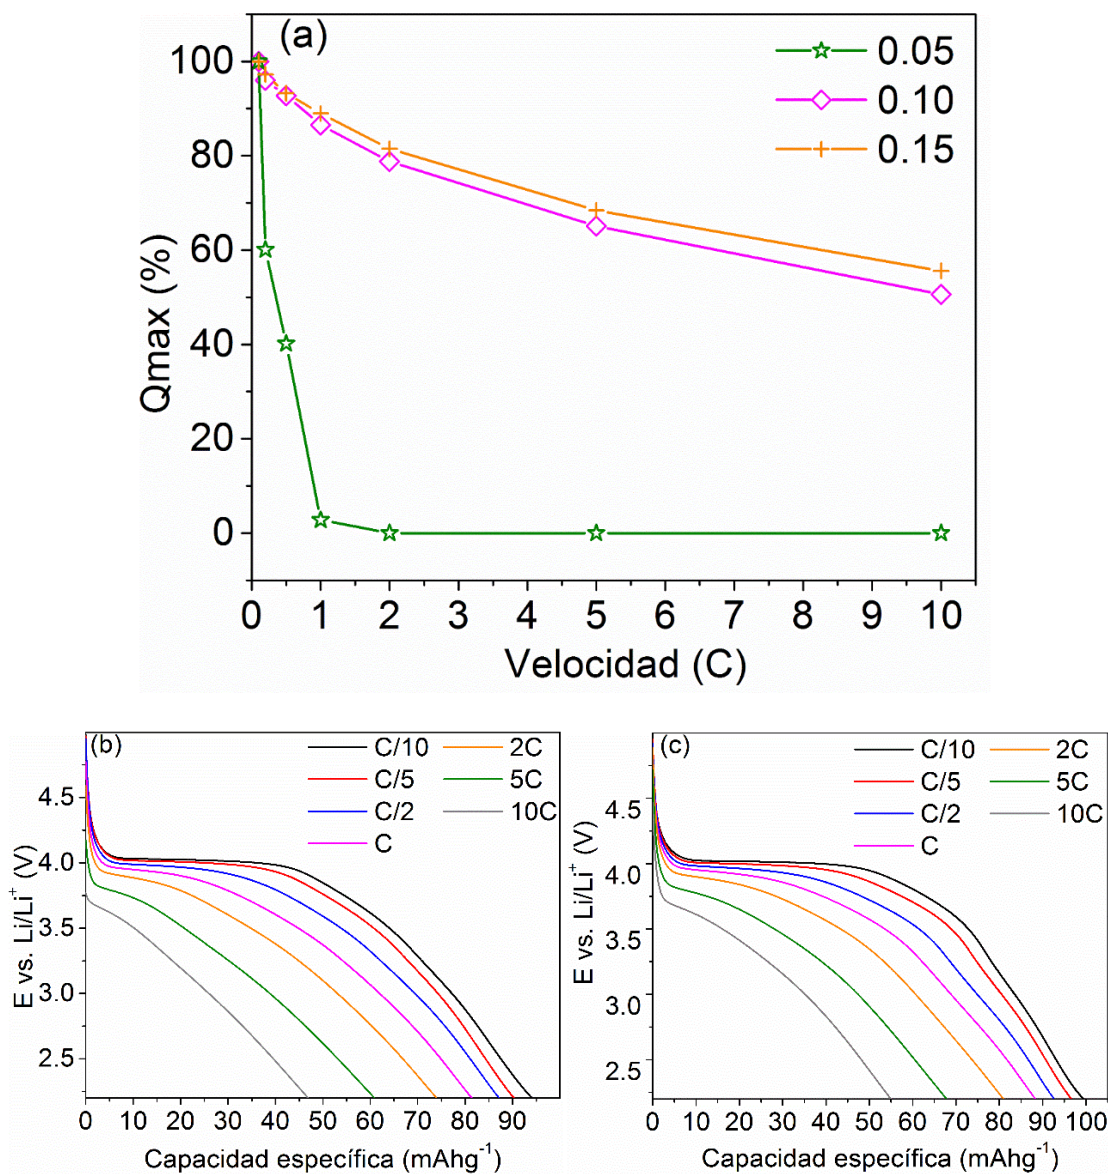 (a)
0.05
0.10
0.15
100
80
60
40
20
0
Qmax (%)
0 1 2 3 4 5 6 7 8 9 10
Velocidad (C)
(b)
C/10 2C
C/5 5C
C/2 10C
C
4.5
4.0
3.5
3.0
2.5
E vs. Li/Li⁺ (V)
0 10 20 30 40 50 60 70 80 90
Capacidad específica (mAhg⁻¹)
(c)
C/10 2C
C/5 5C
C/2 10C
C
4.5
4.0
3.5
3.0
2.5
E vs. Li/Li⁺ (V)
0 10 20 30 40 50 60 70 80 90 100
Capacidad específica (mAhg⁻¹)